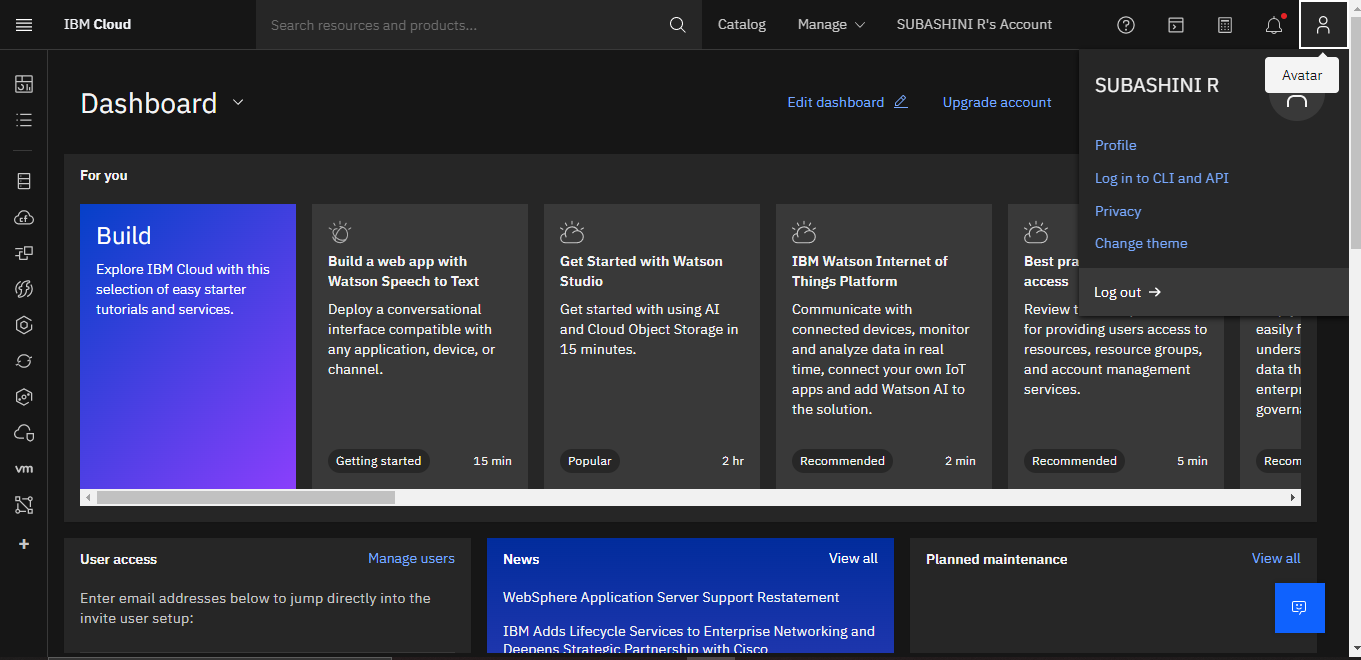 IBM Cloud
Search resources and products...
Catalog
Manage
SUBASHINI R's Account
Avatar
SUBASHINI R
Profile
Log in to CLI and API
Privacy
Change theme
Log out
Dashboard
Edit dashboard
Upgrade account
For you
Build
Explore IBM Cloud with this
selection of easy starter
tutorials and services.
Build a web app with
Watson Speech to Text
Deploy a conversational
interface compatible with
any application, device, or
channel.
Getting started
15 min
Get Started with Watson
Studio
Get started with using AI
and Cloud Object Storage in
15 minutes.
Popular
2 hr
IBM Watson Internet of
Things Platform
Communicate with
connected devices, monitor
and analyze data in real
time, connect your own IoT
apps and add Watson AI to
the solution.
Recommended
2 min
Best pra
access
Review t
for providing users access to
resources, resource groups,
and account management
services.
Recommended
5 min
easily f
unders
data th
enterpr
governa
Recom
vm
User access
Manage users
Enter email addresses below to jump directly into the
invite user setup:
News
View all
WebSphere Application Server Support Restatement
IBM Adds Lifecycle Services to Enterprise Networking and
Deepens Strategic Partnership with Cisco
Planned maintenance
View all